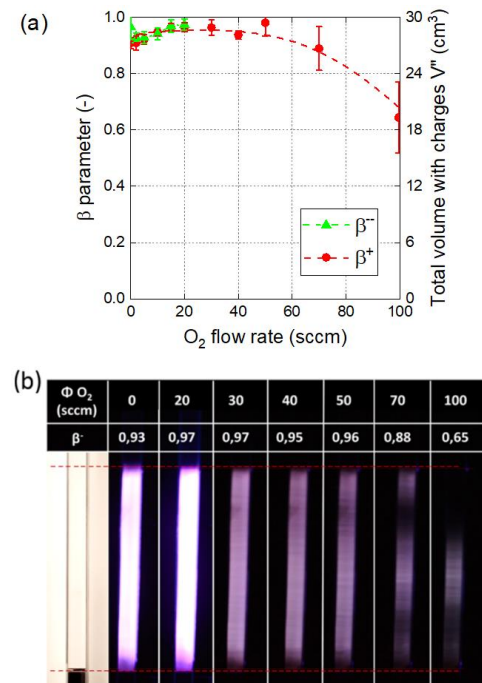 (a)
1.0
0.8
0.6
0.4
0.2
0.0
β parameter (-)
30
27
24
18
12
6
0
Total volume with charges V" (cm³)
β--
β+
0 20 40 60 80 100
O₂ flow rate (sccm)
(b)
Φ O₂ (sccm) 0 20 30 40 50 70 100
β- 0,93 0,97 0,97 0,95 0,96 0,88 0,65